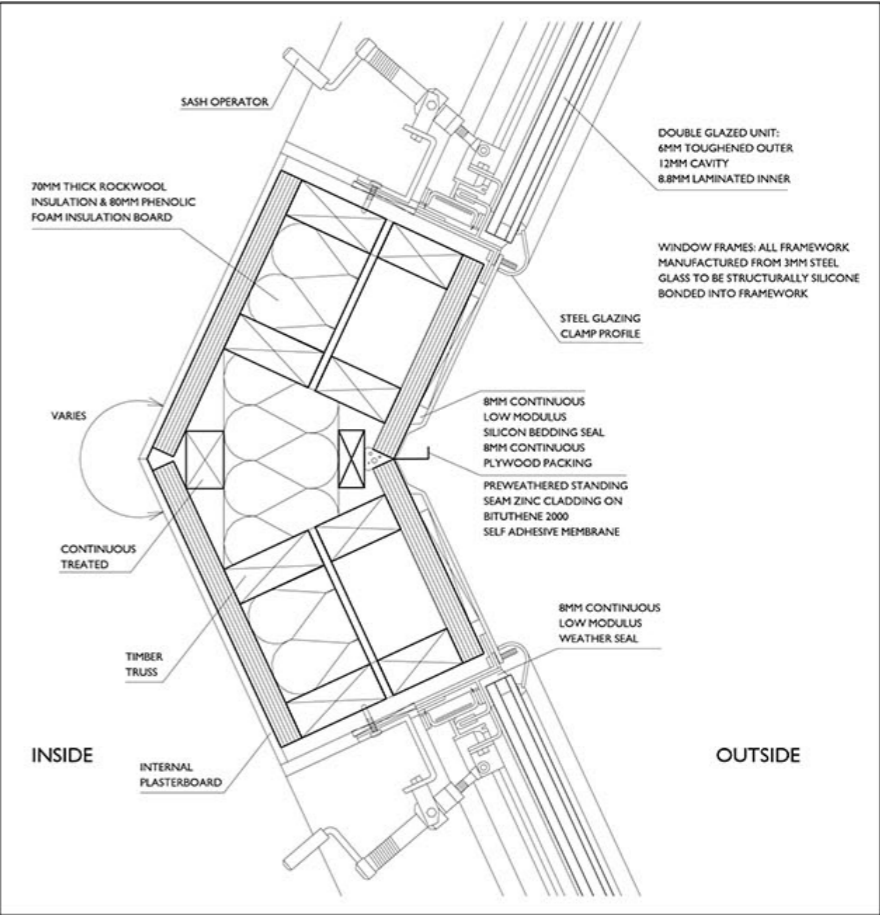 SASH OPERATOR
DOUBLE GLAZED UNIT:
6MM TOUGHENED OUTER
12MM CAVITY
8.8MM LAMINATED INNER
70MM THICK ROCKWOOL
INSULATION & 80MM PHENOLIC
FOAM INSULATION BOARD
WINDOW FRAMES: ALL FRAMEWORK
MANUFACTURED FROM 3MM STEEL
GLASS TO BE STRUCTURALLY SILICONE
BONDED INTO FRAMEWORK
STEEL GLAZING
CLAMP PROFILE
VARIES
8MM CONTINUOUS
LOW MODULUS
SILICON BEDDING SEAL
8MM CONTINUOUS
PLYWOOD PACKING
PREWEATHERED STANDING
SEAM ZINC CLADDING ON
BITUTHENE 2000
SELF ADHESIVE MEMBRANE
CONTINUOUS
TREATED
8MM CONTINUOUS
LOW MODULUS
WEATHER SEAL
TIMBER
TRUSS
INSIDE
OUTSIDE
INTERNAL
PLASTERBOARD